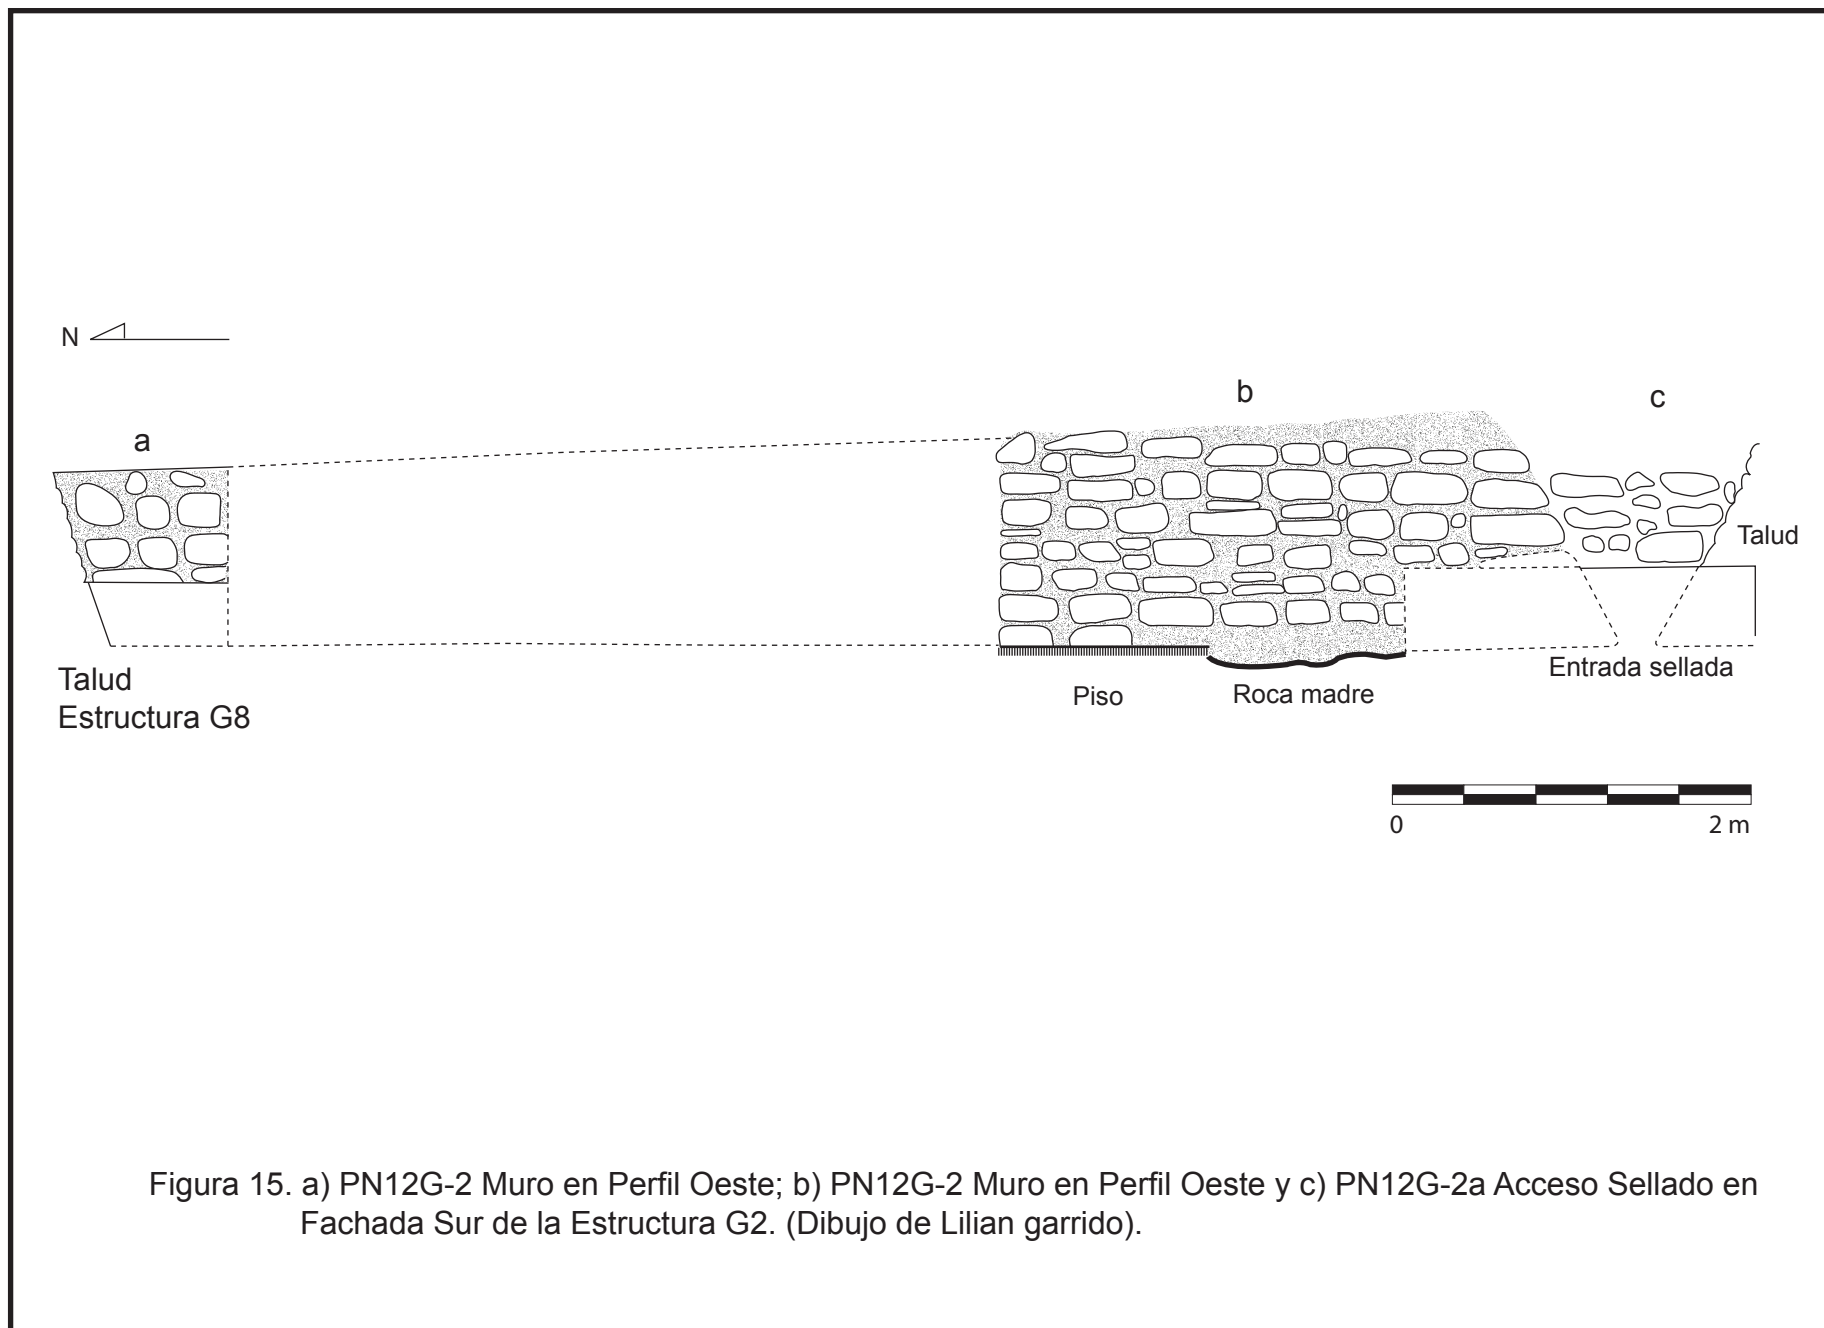 N
a
b
c
Talud
Talud
Estructura G8
Piso
Roca madre
Entrada sellada
0
2 m
Figura 15. a) PN12G-2 Muro en Perfil Oeste; b) PN12G-2 Muro en Perfil Oeste y c) PN12G-2a Acceso Sellado en
Fachada Sur de la Estructura G2. (Dibujo de Lilian garrido).